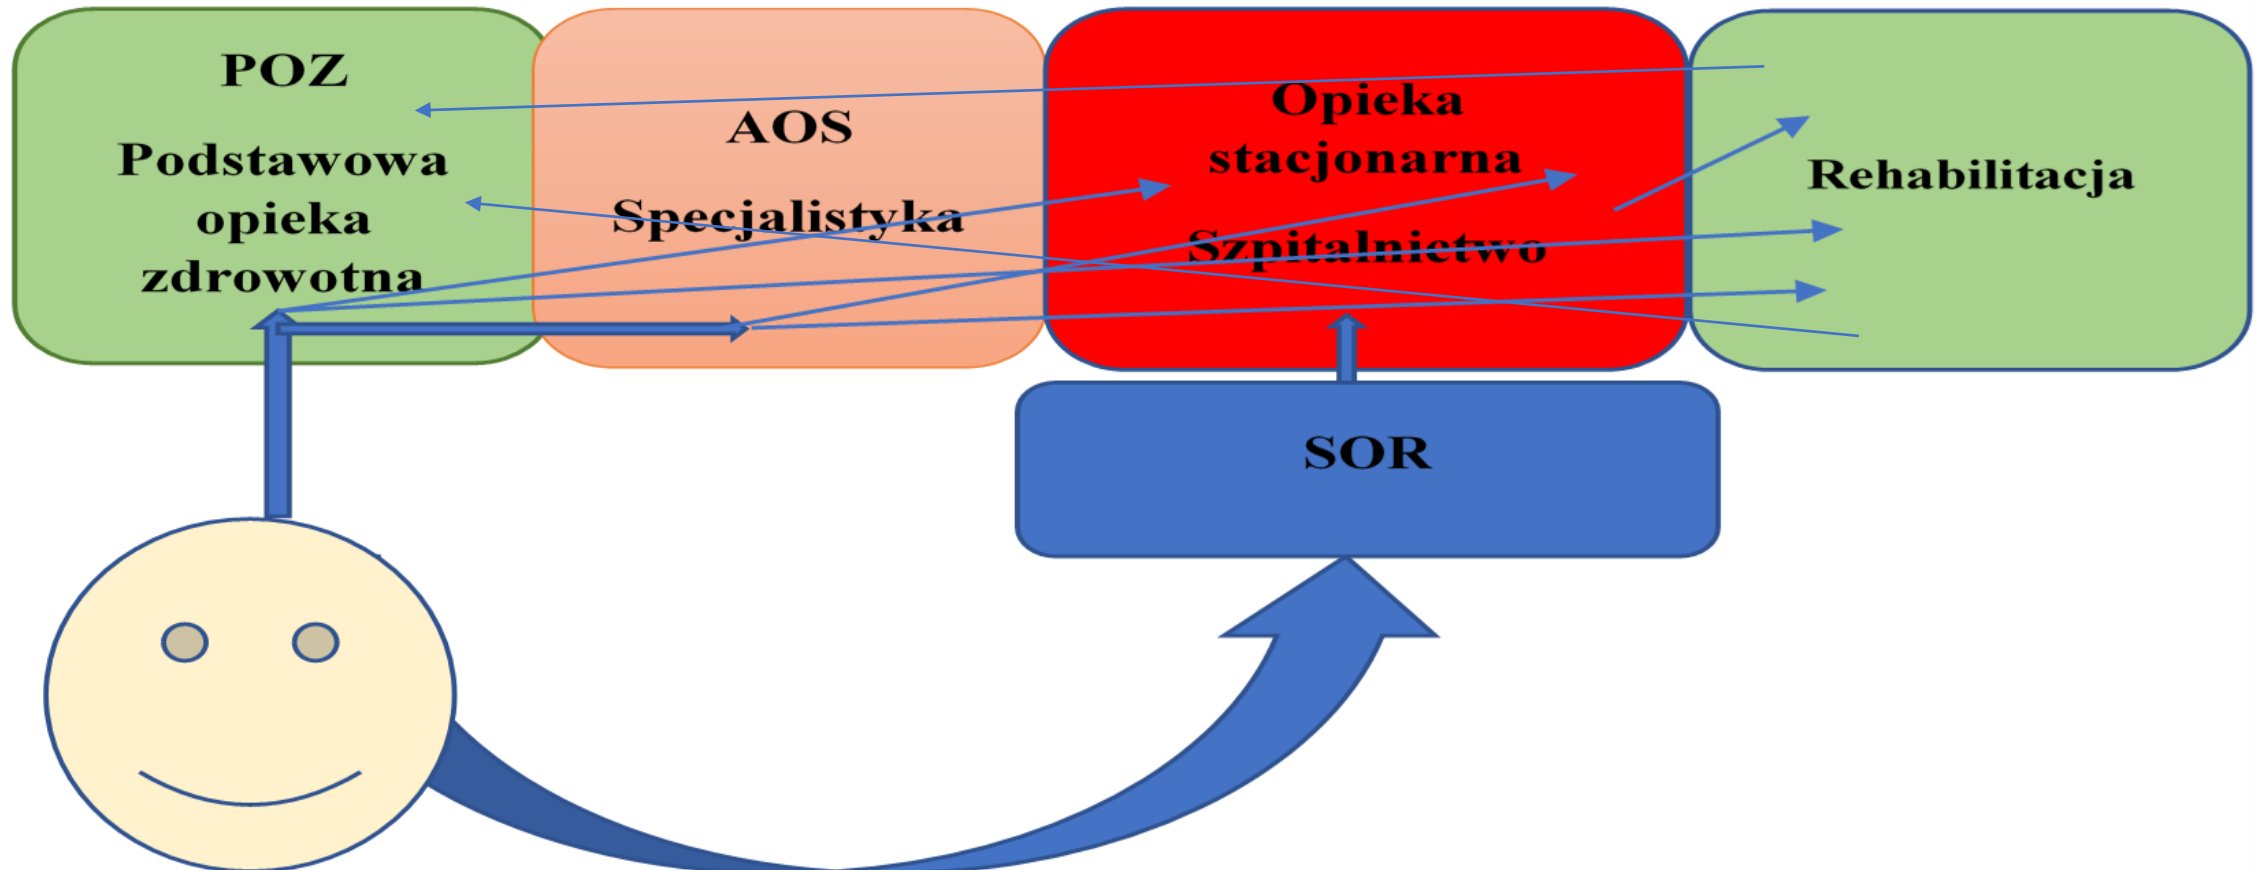 POZ
Podstawowa
opieka
zdrowotna
AOS
Specjalistyka
Opieka
stacjonarna
Szpitalnictwo
Rehabilitacja
SOR